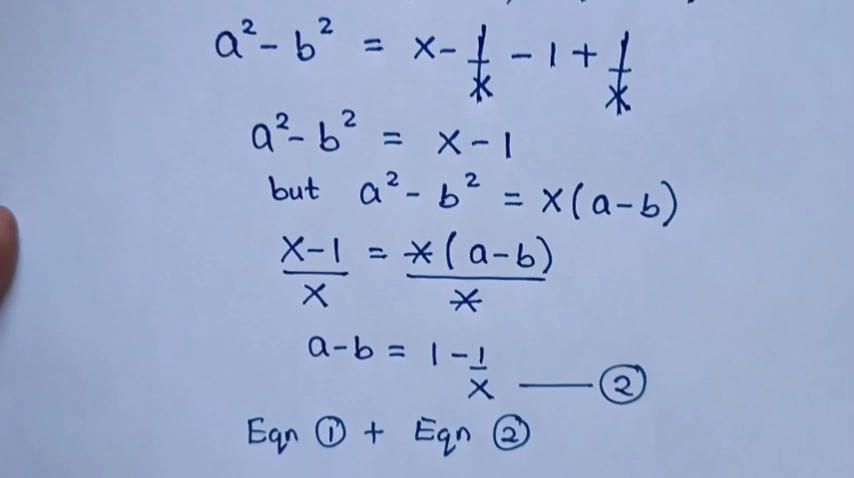 a² - b² = x - 1/x - 1 + 1/x
a² - b² = x - 1
but a² - b² = x(a-b)
x-1/x = x(a-b)/x
a-b = 1 - 1/x —— ②
Eqn ① + Eqn ②